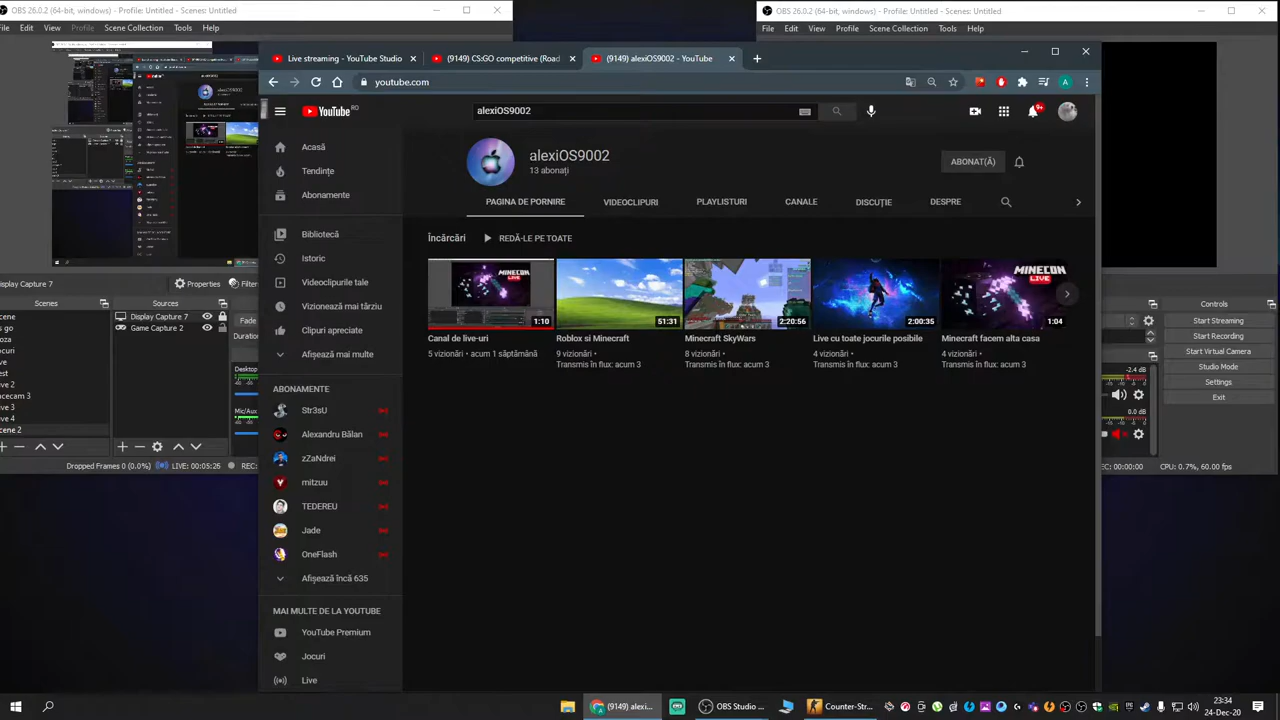 OBS 26.0.2 (64-bit, windows) - Profile: Untitled - Scenes: Untitled
File Edit View Profile Scene Collection Tools Help
OBS 26.0.2 (64-bit, windows) - Profile: Untitled - Scenes: Untitled
Edit View Profile Scene Collection Tools Help
Live streaming - YouTube Studio
(9149) CS:GO competitive (Ro
(9149) alexiOS9002 - YouTube
youtube.com
YouTube RO
alexiOS9002
9+
A
Acasă
Tendințe
Abonamente
Bibliotecă
Istoric
Videoclipurile tale
Vizionează mai târziu
Clipuri apreciate
Afișează mai multe
ABONAMENTE
Str3sU
Alexandru Bălan
zZaNdrei
mitzuu
TEDEREU
Jade
OneFlash
Afișează încă 635
MAI MULTE DE LA YOUTUBE
YouTube Premium
Jocuri
Live
alexiOS9002
13 abonați
ABONAT(Ă)
PAGINA DE PORNIRE VIDEOCLIPURI PLAYLISTURI CANALE DISCUȚIE DESPRE
Încărcări REDĂ-LE PE TOATE
1:10
51:31
2:20:56
2:00:35
MINECON LIVE
1:04
Canal de live-uri
5 vizionări • acum 1 săptămână
Roblox si Minecraft
9 vizionări
Transmis în flux: acum 3
Minecraft SkyWars
8 vizionări
Transmis în flux: acum 3
Live cu toate jocurile posibile
4 vizionări
Transmis în flux: acum 3
Minecraft facem alta casa
4 vizionări
Transmis în flux: acum 3
Display Capture 7
Properties
Filter
Scenes
Sources
Display Capture 7
Game Capture 2
Fade
Duration
Desktop
Mic/Aux
Dropped Frames 0 (0.0%) LIVE: 00:05:26 REC:
Controls
Start Streaming
Start Recording
Start Virtual Camera
Studio Mode
Settings
Exit
2.4 dB
0.0 dB
REC: 00:00:00 CPU: 0.7%, 60.00 fps
(9149) alexi...
OBS Studio ...
Counter-Str...
23:34
24-Dec-20